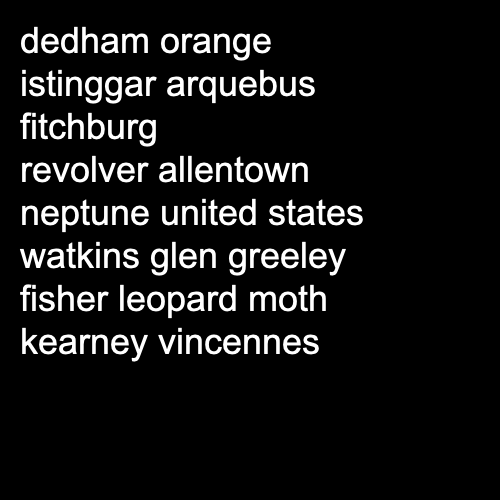 dedham orange
istinggar arquebus
fitchburg
revolver allentown
neptune united states
watkins glen greeley
fisher leopard moth
kearney vincennes